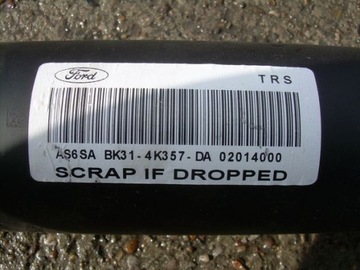 Ford
TRS
AS6SA BK31-4K357-DA 02014000
SCRAP IF DROPPED